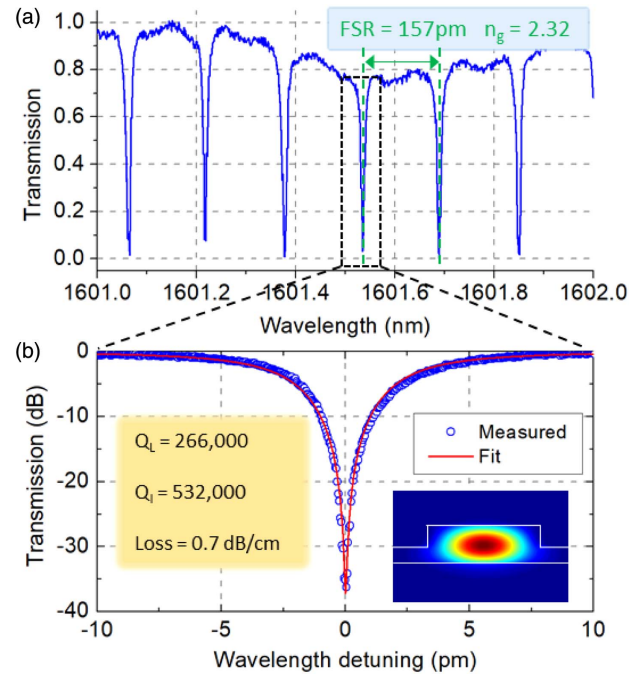 (a)
FSR = 157pm n_g = 2.32
1.0
0.8
0.6
0.4
0.2
0.0
Transmission
1601.0 1601.2 1601.4 1601.6 1601.8 1602.0
Wavelength (nm)
(b)
0
-10
-20
-30
-40
Transmission (dB)
Q_L = 266,000
Q_I = 532,000
Loss = 0.7 dB/cm
Measured
Fit
-10 -5 0 5 10
Wavelength detuning (pm)